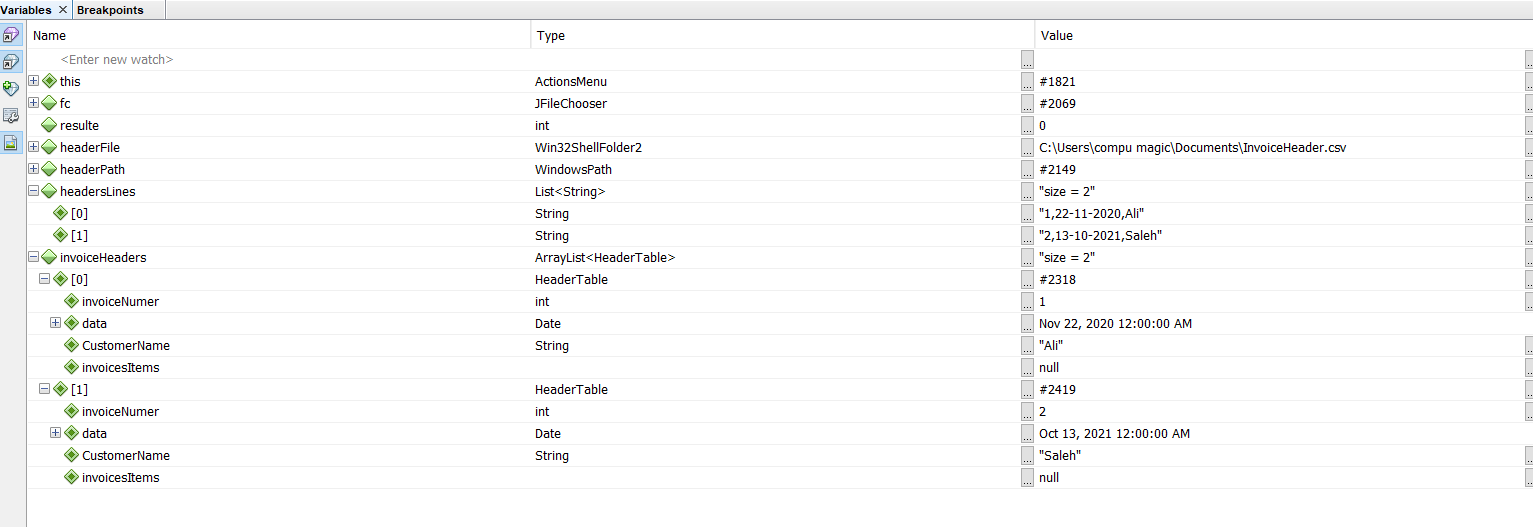 Variables × Breakpoints
Name Type Value
<Enter new watch>
this ActionsMenu #1821
fc JFileChooser #2069
resulte int 0
headerFile Win32ShellFolder2 C:\Users\compu magic\Documents\InvoiceHeader.csv
headerPath WindowsPath #2149
headersLines List<String> "size = 2"
[0] String "1,22-11-2020,Ali"
[1] String "2,13-10-2021,Saleh"
invoiceHeaders ArrayList<HeaderTable> "size = 2"
[0] HeaderTable #2318
invoiceNumer int 1
data Date Nov 22, 2020 12:00:00 AM
CustomerName String "Ali"
invoicesItems null
[1] HeaderTable #2419
invoiceNumer int 2
data Date Oct 13, 2021 12:00:00 AM
CustomerName String "Saleh"
invoicesItems null